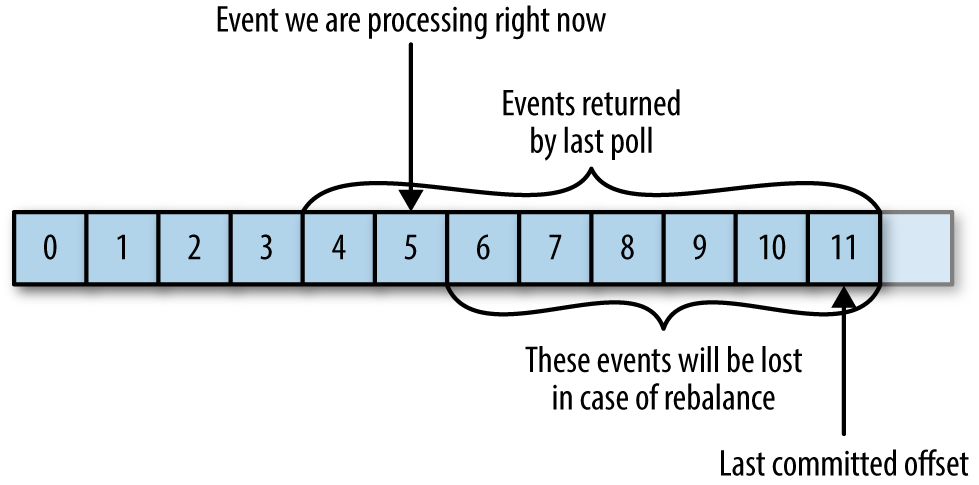 Event we are processing right now
Events returned
by last poll
0 1 2 3 4 5 6 7 8 9 10 11
These events will be lost
in case of rebalance
Last committed offset